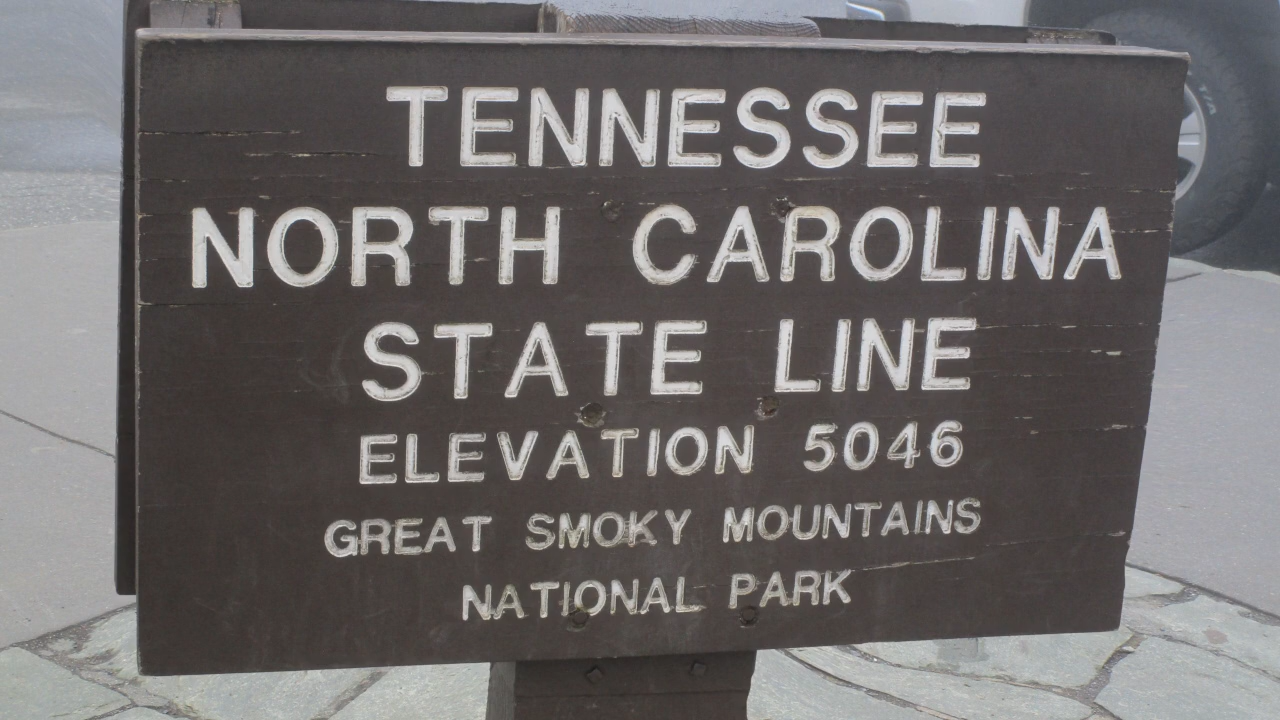 TENNESSEE
NORTH CAROLINA
STATE LINE
ELEVATION 5046
GREAT SMOKY MOUNTAINS
NATIONAL PARK